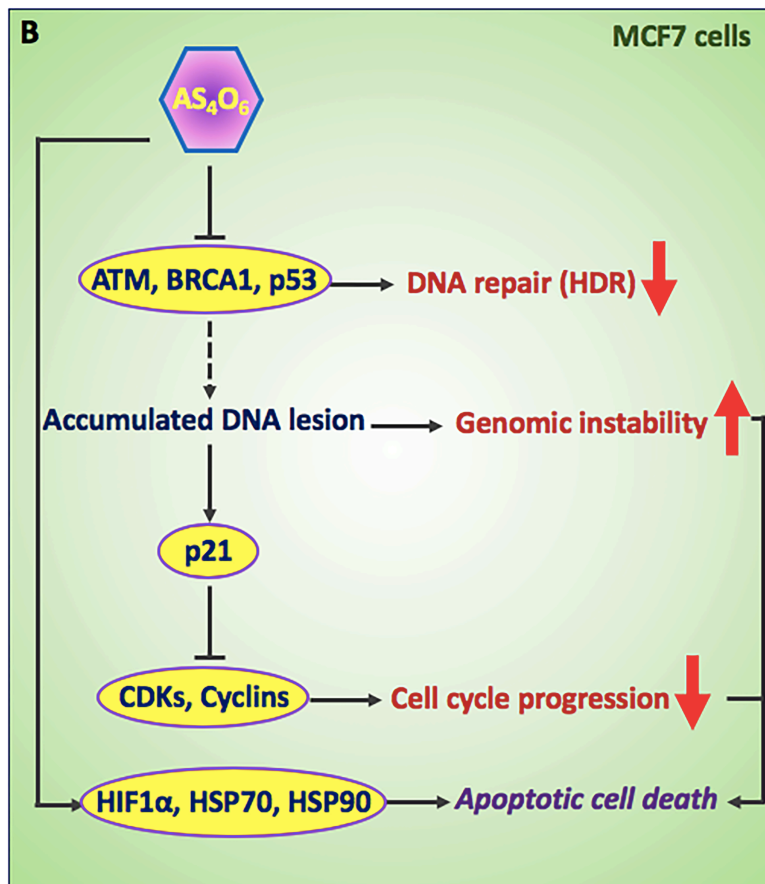 B
MCF7 cells
AS₄O₆
ATM, BRCA1, p53
DNA repair (HDR)
Accumulated DNA lesion
Genomic instability
p21
CDKs, Cyclins
Cell cycle progression
HIF1α, HSP70, HSP90
Apoptotic cell death